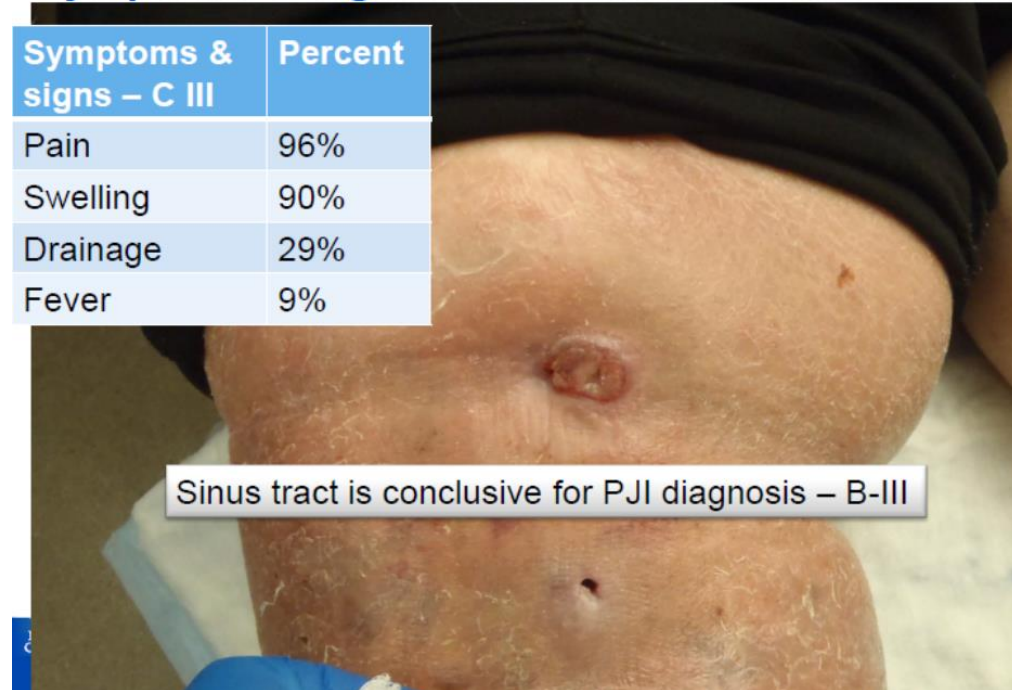 Symptoms &
signs – C III
Percent
Pain
96%
Swelling
90%
Drainage
29%
Fever
9%
Sinus tract is conclusive for PJI diagnosis – B-III